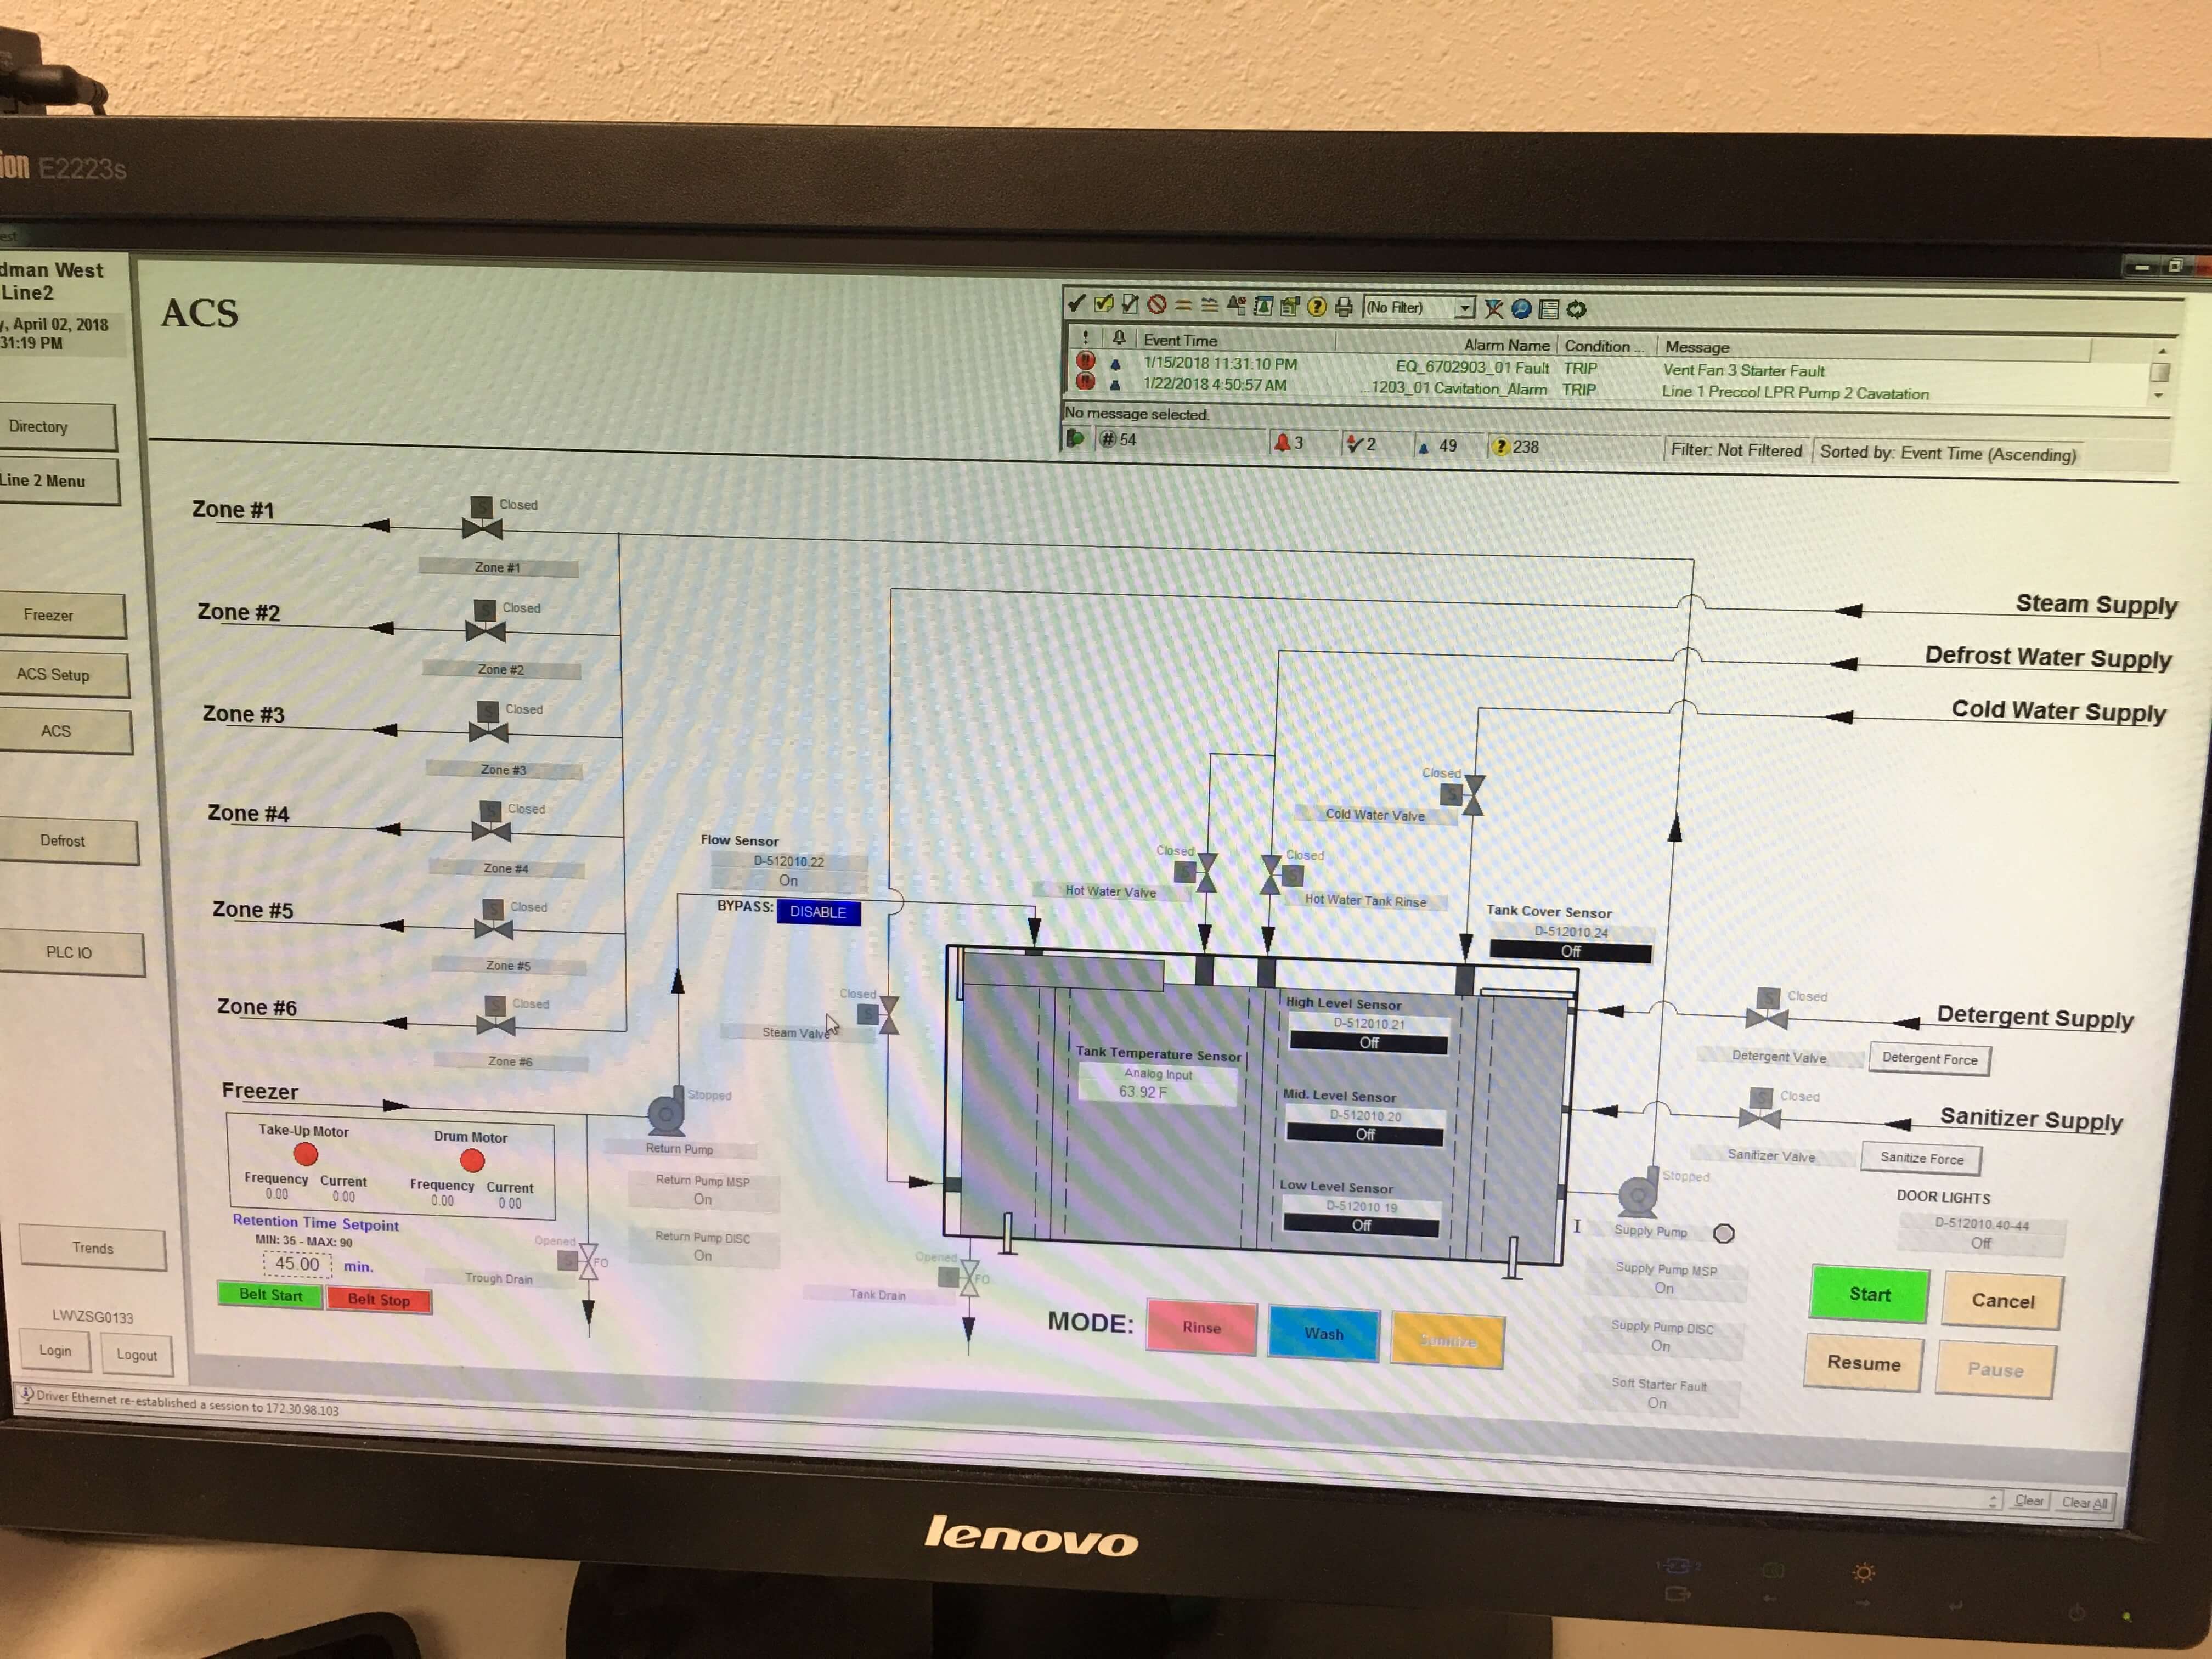 ion E2223s
est
dman West
Line2
y, April 02, 2018
31:19 PM
ACS
(No Filter)
! Event Time Alarm Name Condition ... Message
1/15/2018 11:31:10 PM EQ_6702903_01 Fault TRIP Vent Fan 3 Starter Fault
1/22/2018 4:50:57 AM ...1203_01 Cavitation_Alarm TRIP Line 1 Preccol LPR Pump 2 Cavatation
No message selected.
# 54 3 2 49 ? 238 Filter: Not Filtered Sorted by: Event Time (Ascending)
Directory
Line 2 Menu
Freezer
ACS Setup
ACS
Defrost
PLC IO
Trends
LW\ZSG0133
Login Logout
Zone #1
S Closed
Zone #1
Zone #2
S Closed
Zone #2
Zone #3
S Closed
Zone #3
Zone #4
S Closed
Zone #4
Zone #5
S Closed
Zone #5
Zone #6
S Closed
Zone #6
Steam Supply
Defrost Water Supply
Cold Water Supply
Closed
S
Cold Water Valve
Flow Sensor
D-512010.22
On
BYPASS: DISABLE
Closed
S
Hot Water Valve
Closed
S
Hot Water Tank Rinse
Tank Cover Sensor
D-512010.24
Off
Closed
S
Steam Valve
High Level Sensor
D-512010.21
Off
Tank Temperature Sensor
Analog Input
63.92 F
Mid. Level Sensor
D-512010.20
Off
Low Level Sensor
D-512010.19
Off
S Closed
Detergent Supply
Detergent Valve
Detergent Force
S Closed
Sanitizer Supply
Sanitizer Valve
Sanitize Force
Freezer
Take-Up Motor Drum Motor
Frequency Current Frequency Current
0.00 0.00 0.00 0.00
Retention Time Setpoint
MIN: 35 - MAX: 90
45.00 min.
Belt Start Belt Stop
Stopped
Return Pump
Return Pump MSP
On
Return Pump DISC
On
Opened
S FO
Trough Drain
Opened
S FO
Tank Drain
MODE: Rinse Wash Sanitize
Stopped
I Supply Pump
Supply Pump MSP
On
Supply Pump DISC
On
Soft Starter Fault
On
DOOR LIGHTS
D-512010.40-44
Off
Start Cancel
Resume Pause
Driver Ethernet re-established a session to 172.30.98.103
Clear Clear All
lenovo